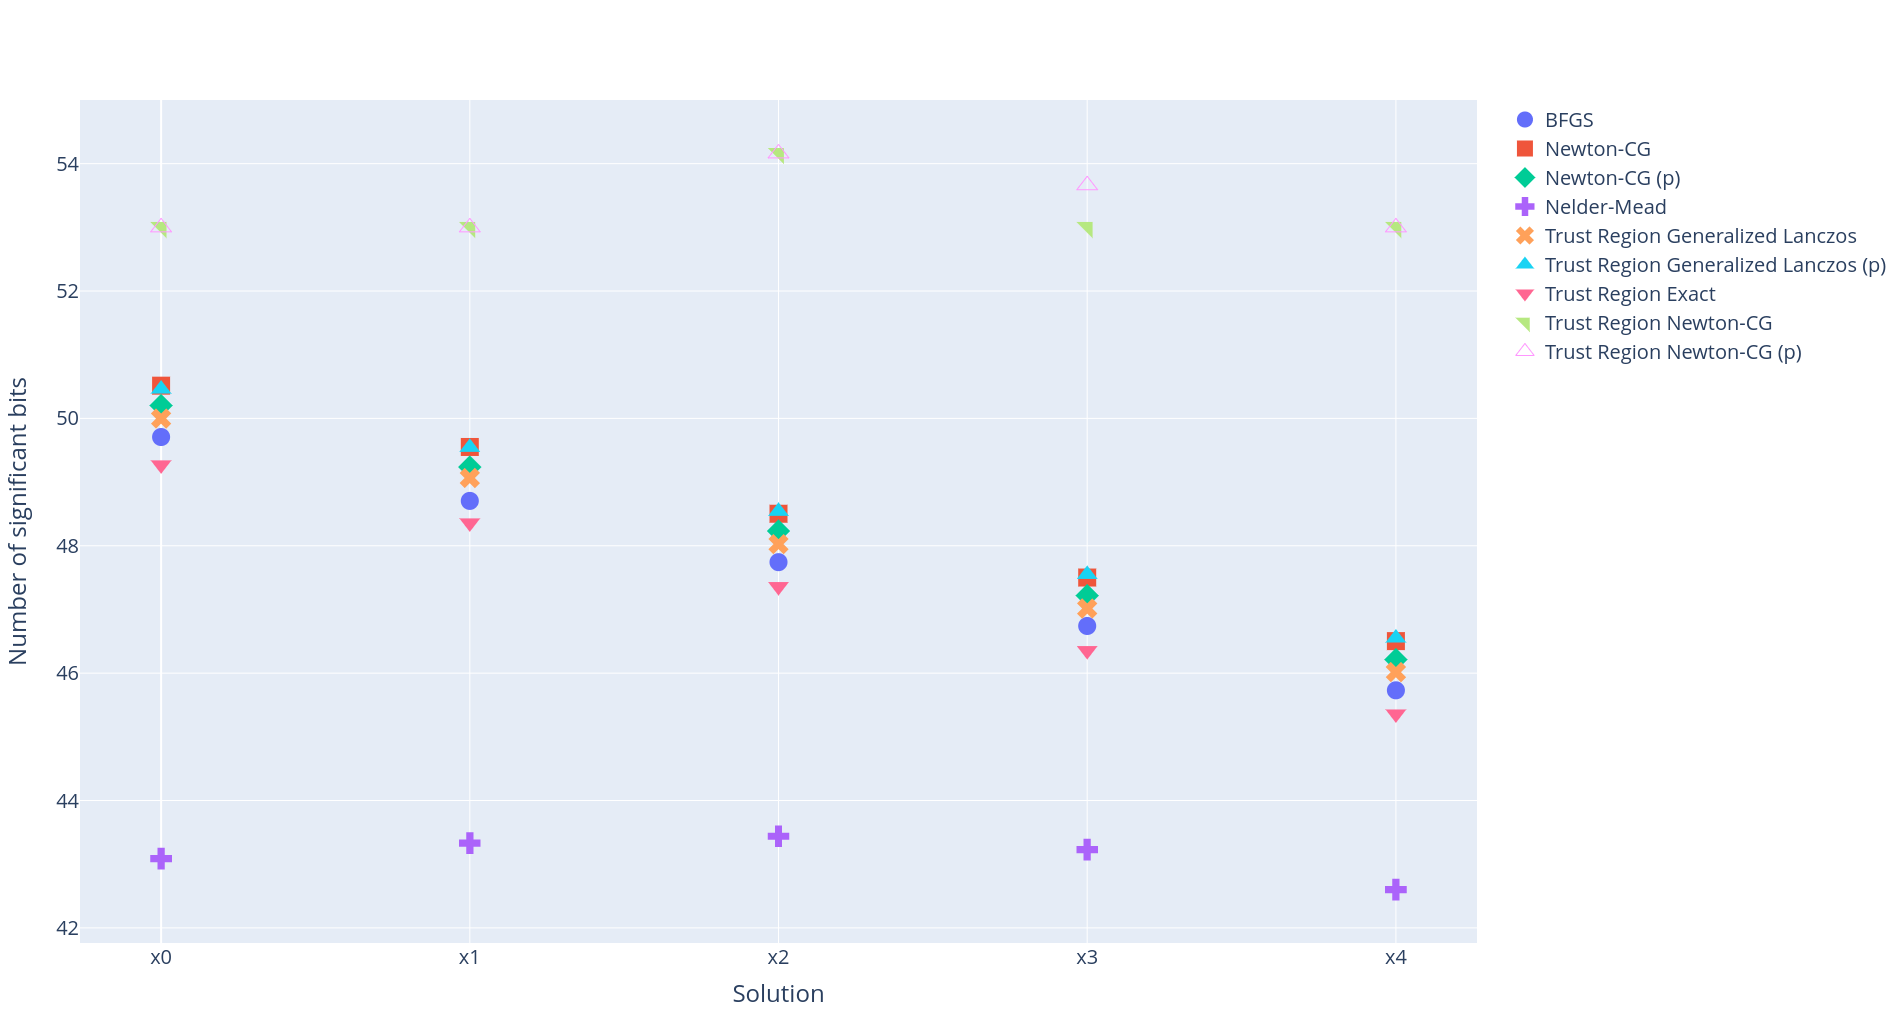 54
52
50
48
46
44
42
Number of significant bits
x0
x1
x2
x3
x4
Solution
BFGS
Newton-CG
Newton-CG (p)
Nelder-Mead
Trust Region Generalized Lanczos
Trust Region Generalized Lanczos (p)
Trust Region Exact
Trust Region Newton-CG
Trust Region Newton-CG (p)